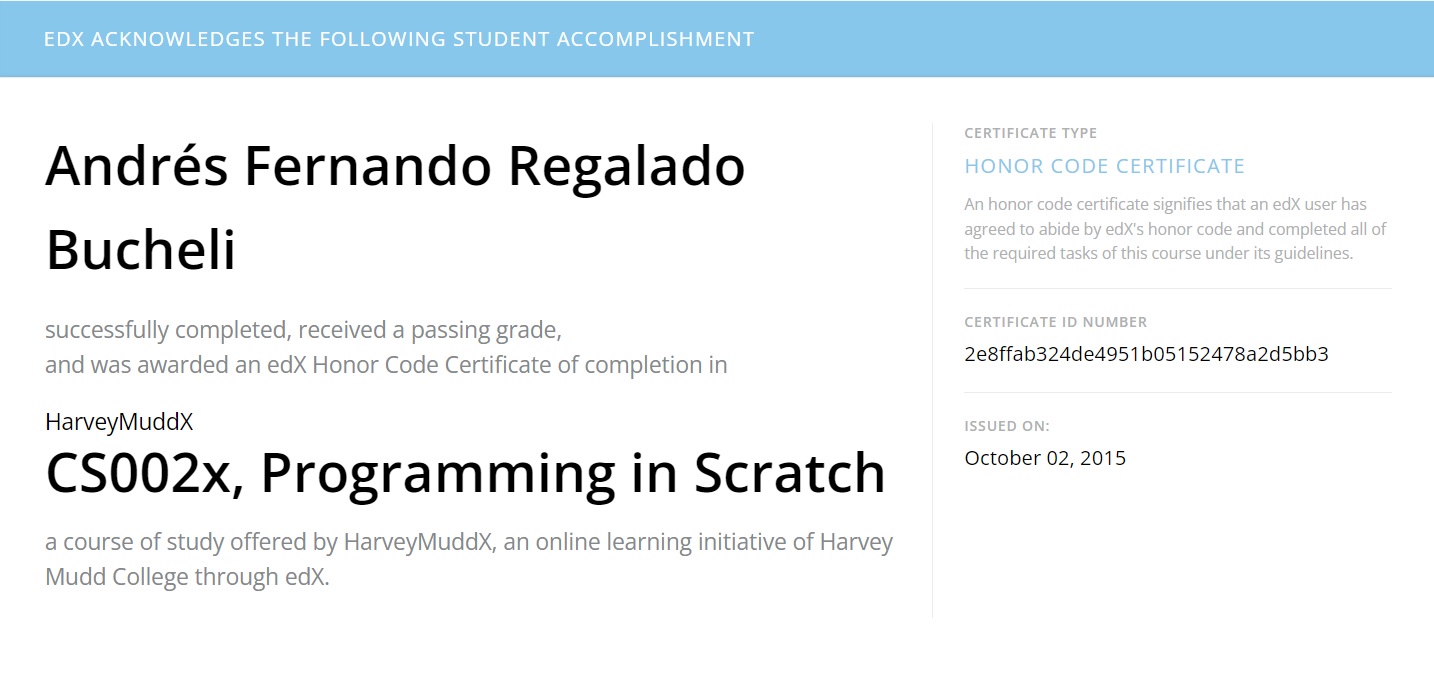 EDX ACKNOWLEDGES THE FOLLOWING STUDENT ACCOMPLISHMENT
Andrés Fernando Regalado
Bucheli
successfully completed, received a passing grade,
and was awarded an edX Honor Code Certificate of completion in
HarveyMuddX
CS002x, Programming in Scratch
a course of study offered by HarveyMuddX, an online learning initiative of Harvey
Mudd College through edX.
CERTIFICATE TYPE
HONOR CODE CERTIFICATE
An honor code certificate signifies that an edX user has
agreed to abide by edX's honor code and completed all of
the required tasks of this course under its guidelines.
CERTIFICATE ID NUMBER
2e8ffab324de4951b05152478a2d5bb3
ISSUED ON:
October 02, 2015